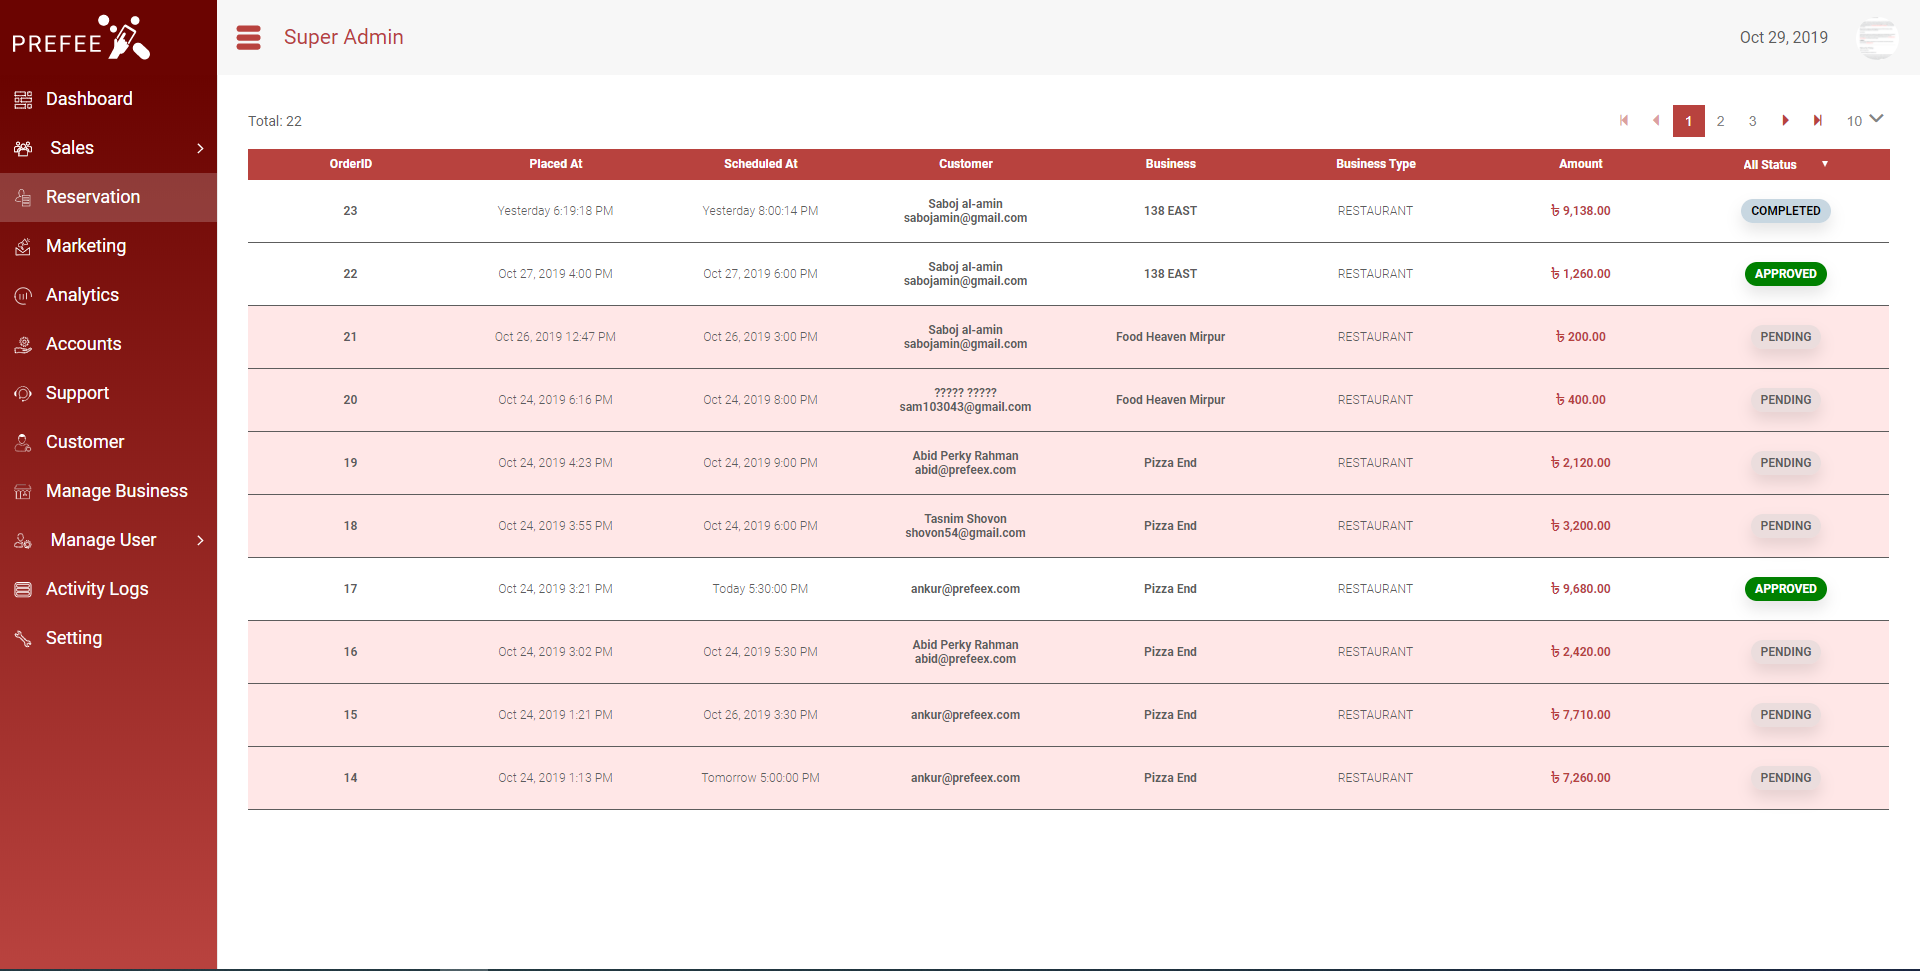 PREFEE
Super Admin
Oct 29, 2019
Dashboard
Sales
Reservation
Marketing
Analytics
Accounts
Support
Customer
Manage Business
Manage User
Activity Logs
Setting
Total: 22
1 2 3 10
OrderID Placed At Scheduled At Customer Business Business Type Amount All Status
23 Yesterday 6:19:18 PM Yesterday 8:00:14 PM Saboj al-amin 138 EAST RESTAURANT ৳ 9,138.00 COMPLETED
sabojamin@gmail.com
22 Oct 27, 2019 4:00 PM Oct 27, 2019 6:00 PM Saboj al-amin 138 EAST RESTAURANT ৳ 1,260.00 APPROVED
sabojamin@gmail.com
21 Oct 26, 2019 12:47 PM Oct 26, 2019 3:00 PM Saboj al-amin Food Heaven Mirpur RESTAURANT ৳ 200.00 PENDING
sabojamin@gmail.com
20 Oct 24, 2019 6:16 PM Oct 24, 2019 8:00 PM ????? ????? Food Heaven Mirpur RESTAURANT ৳ 400.00 PENDING
sam103043@gmail.com
19 Oct 24, 2019 4:23 PM Oct 24, 2019 9:00 PM Abid Perky Rahman Pizza End RESTAURANT ৳ 2,120.00 PENDING
abid@prefeex.com
18 Oct 24, 2019 3:55 PM Oct 24, 2019 6:00 PM Tasnim Shovon Pizza End RESTAURANT ৳ 3,200.00 PENDING
shovon54@gmail.com
17 Oct 24, 2019 3:21 PM Today 5:30:00 PM ankur@prefeex.com Pizza End RESTAURANT ৳ 9,680.00 APPROVED
16 Oct 24, 2019 3:02 PM Oct 24, 2019 5:30 PM Abid Perky Rahman Pizza End RESTAURANT ৳ 2,420.00 PENDING
abid@prefeex.com
15 Oct 24, 2019 1:21 PM Oct 26, 2019 3:30 PM ankur@prefeex.com Pizza End RESTAURANT ৳ 7,710.00 PENDING
14 Oct 24, 2019 1:13 PM Tomorrow 5:00:00 PM ankur@prefeex.com Pizza End RESTAURANT ৳ 7,260.00 PENDING